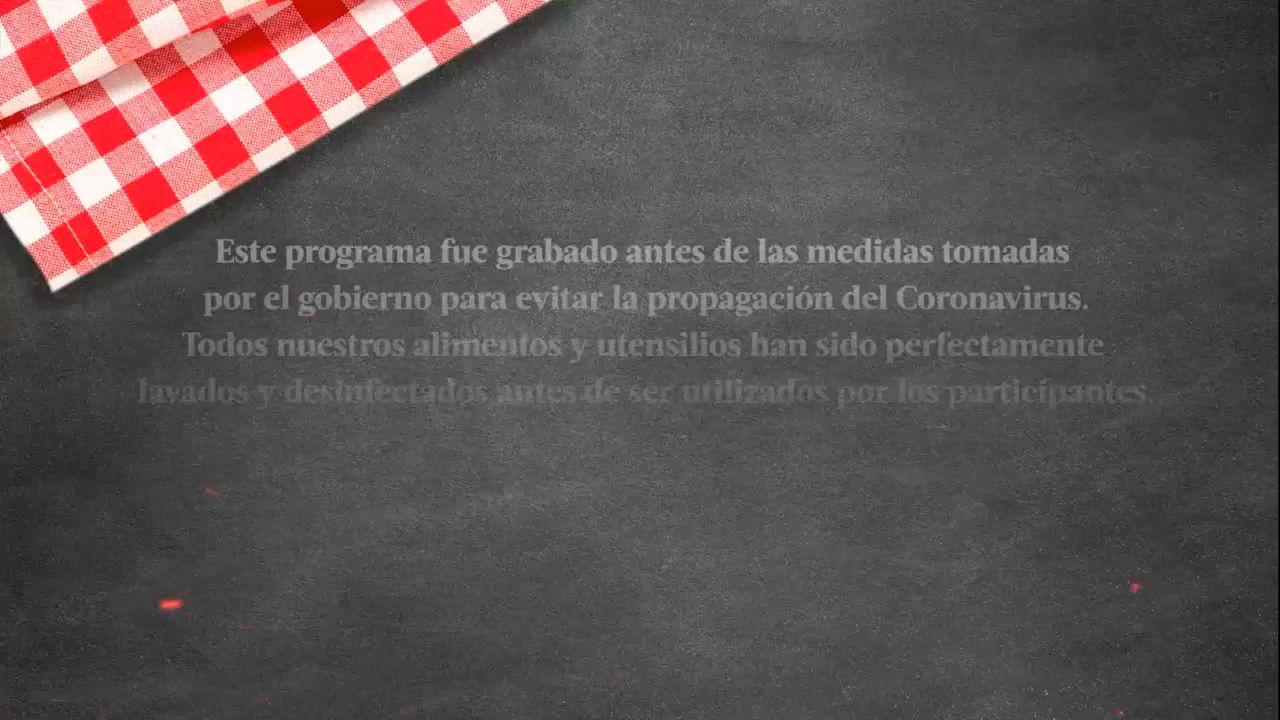 Este programa fue grabado antes de las medidas tomadas
por el gobierno para evitar la propagación del Coronavirus.
Todos nuestros alimentos y utensilios han sido perfectamente
lavados y desinfectados antes de ser utilizados por los participantes.